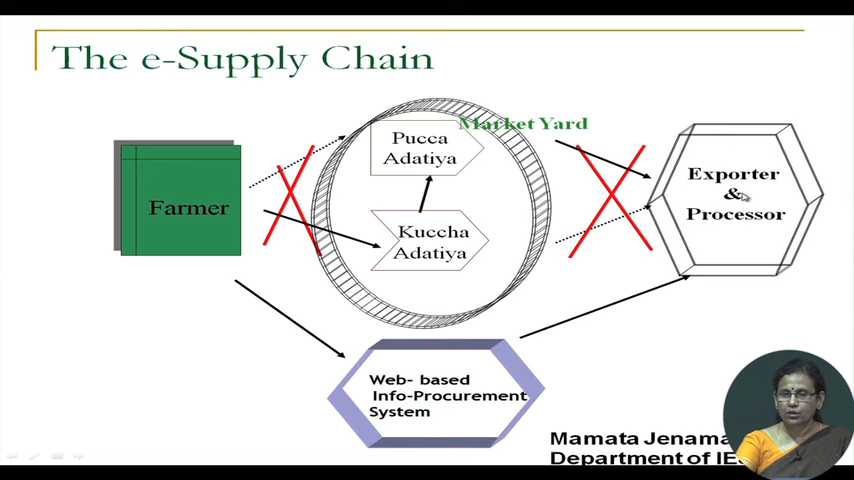 The e-Supply Chain
Market Yard
Pucca
Adatiya
Exporter
&
Processor
Farmer
Kuccha
Adatiya
Web- based
Info-Procurement
System
Mamata Jenama
Department of IE